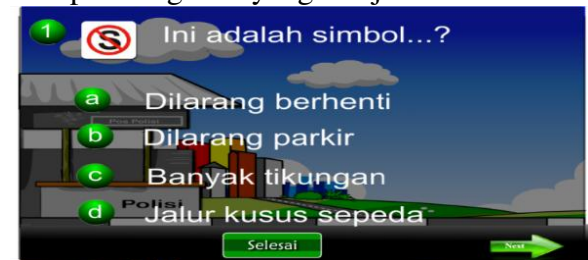 1 S Ini adalah simbol...?
a Dilarang berhenti
Pos Polisi
b Dilarang parkir
c Banyak tikungan
Polisi
d Jalur kusus sepeda
Selesai
Next